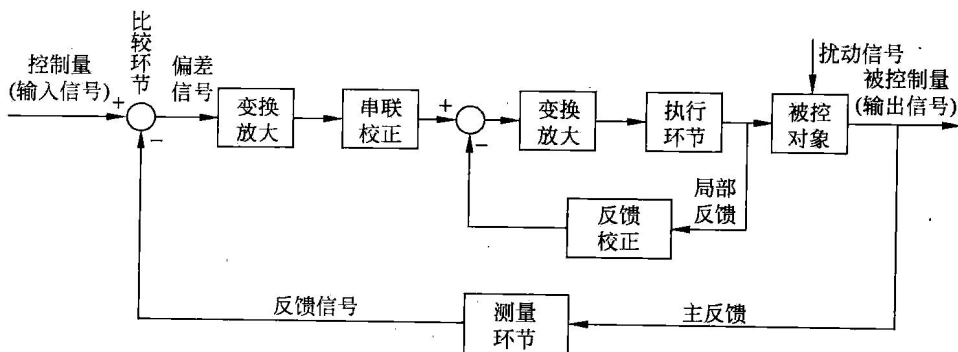 比较环节
控制量
(输入信号)
+
−
偏差
信号
变换
放大
串联
校正
+
−
变换
放大
执行
环节
扰动信号
被控
对象
被控制量
(输出信号)
局部
反馈
反馈
校正
反馈信号
测量
环节
主反馈